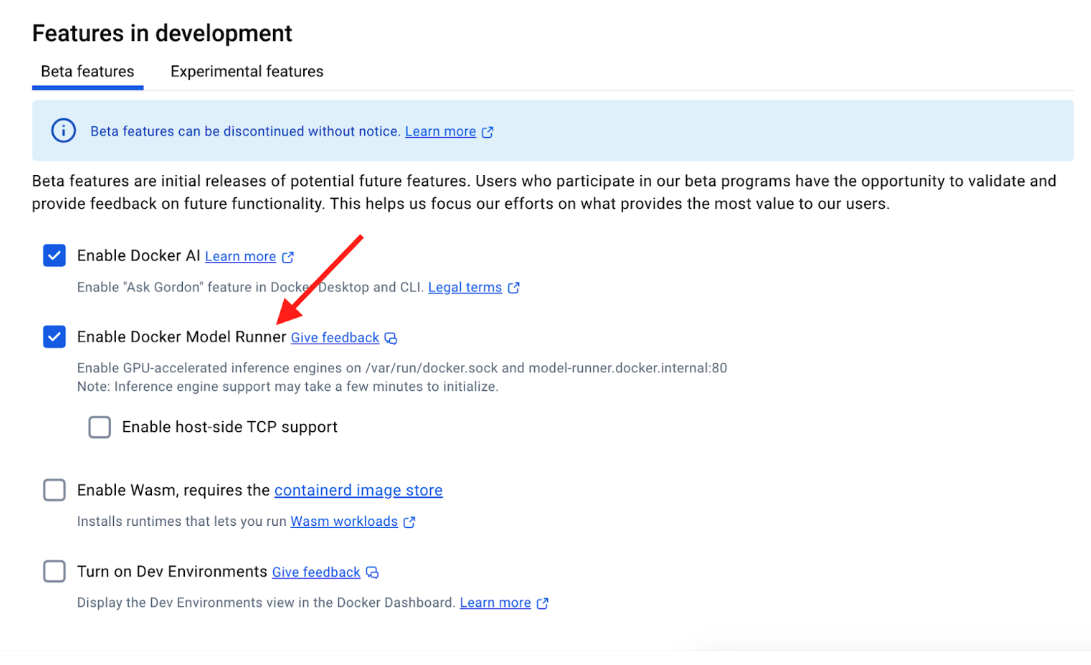 Features in development
Beta features Experimental features
Beta features can be discontinued without notice. Learn more
Beta features are initial releases of potential future features. Users who participate in our beta programs have the opportunity to validate and
provide feedback on future functionality. This helps us focus our efforts on what provides the most value to our users.
Enable Docker AI Learn more
Enable "Ask Gordon" feature in Docker Desktop and CLI. Legal terms
Enable Docker Model Runner Give feedback
Enable GPU-accelerated inference engines on /var/run/docker.sock and model-runner.docker.internal:80
Note: Inference engine support may take a few minutes to initialize.
Enable host-side TCP support
Enable Wasm, requires the containerd image store
Installs runtimes that lets you run Wasm workloads
Turn on Dev Environments Give feedback
Display the Dev Environments view in the Docker Dashboard. Learn more